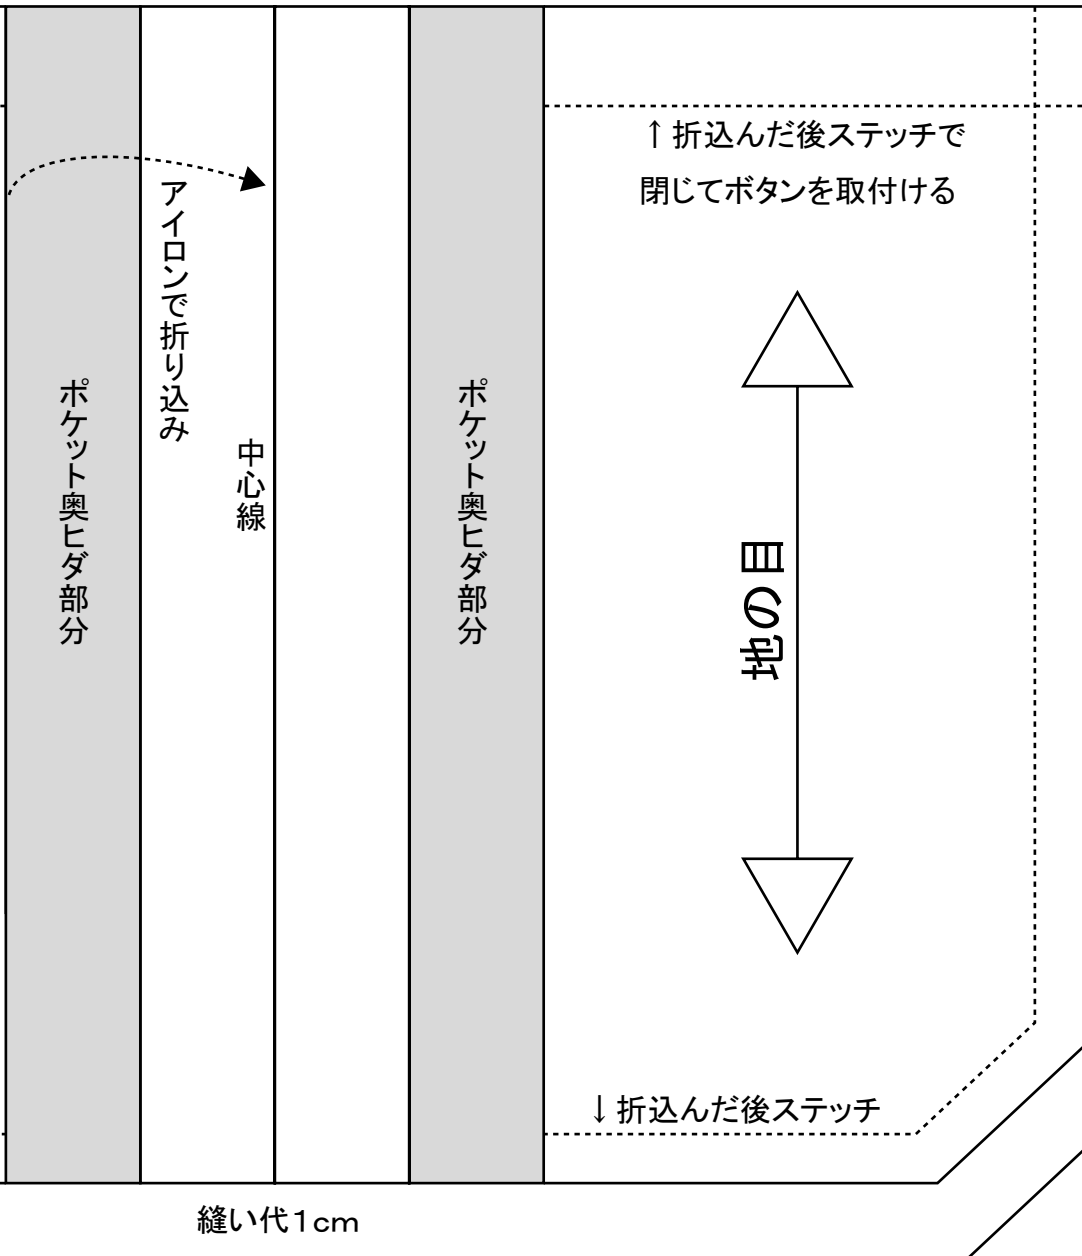 ↑折込んだ後ステッチで
閉じてボタンを取付ける
アイロンで折り込み
ポケット奥ヒダ部分
中心線
ポケット奥ヒダ部分
地の目
↓折込んだ後ステッチ
縫い代1cm